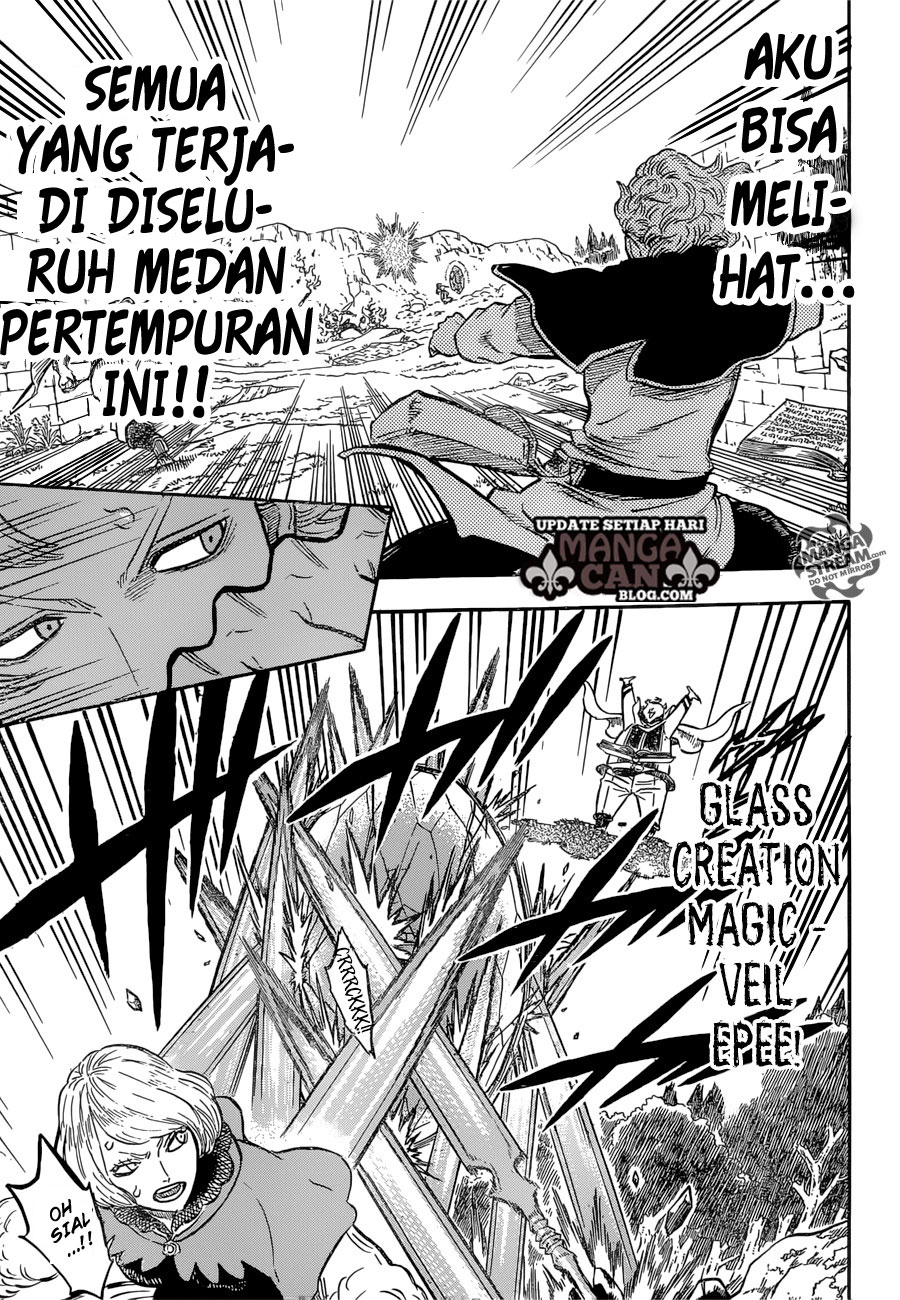 AKU
BISA
MELI-
HAT...
SEMUA
YANG TERJA-
DI DISELU-
RUH MEDAN
PERTEMPURAN
INI!!
UPDATE SETIAP HARI
MANGA
CAN
BLOG.COM
MANGA
STREAM.com
DO NOT MIRROR
GLASS
CREATION
MAGIC -
VEIL
EPEE!
CRRRCKKK!!
OH
SIAL
...!!